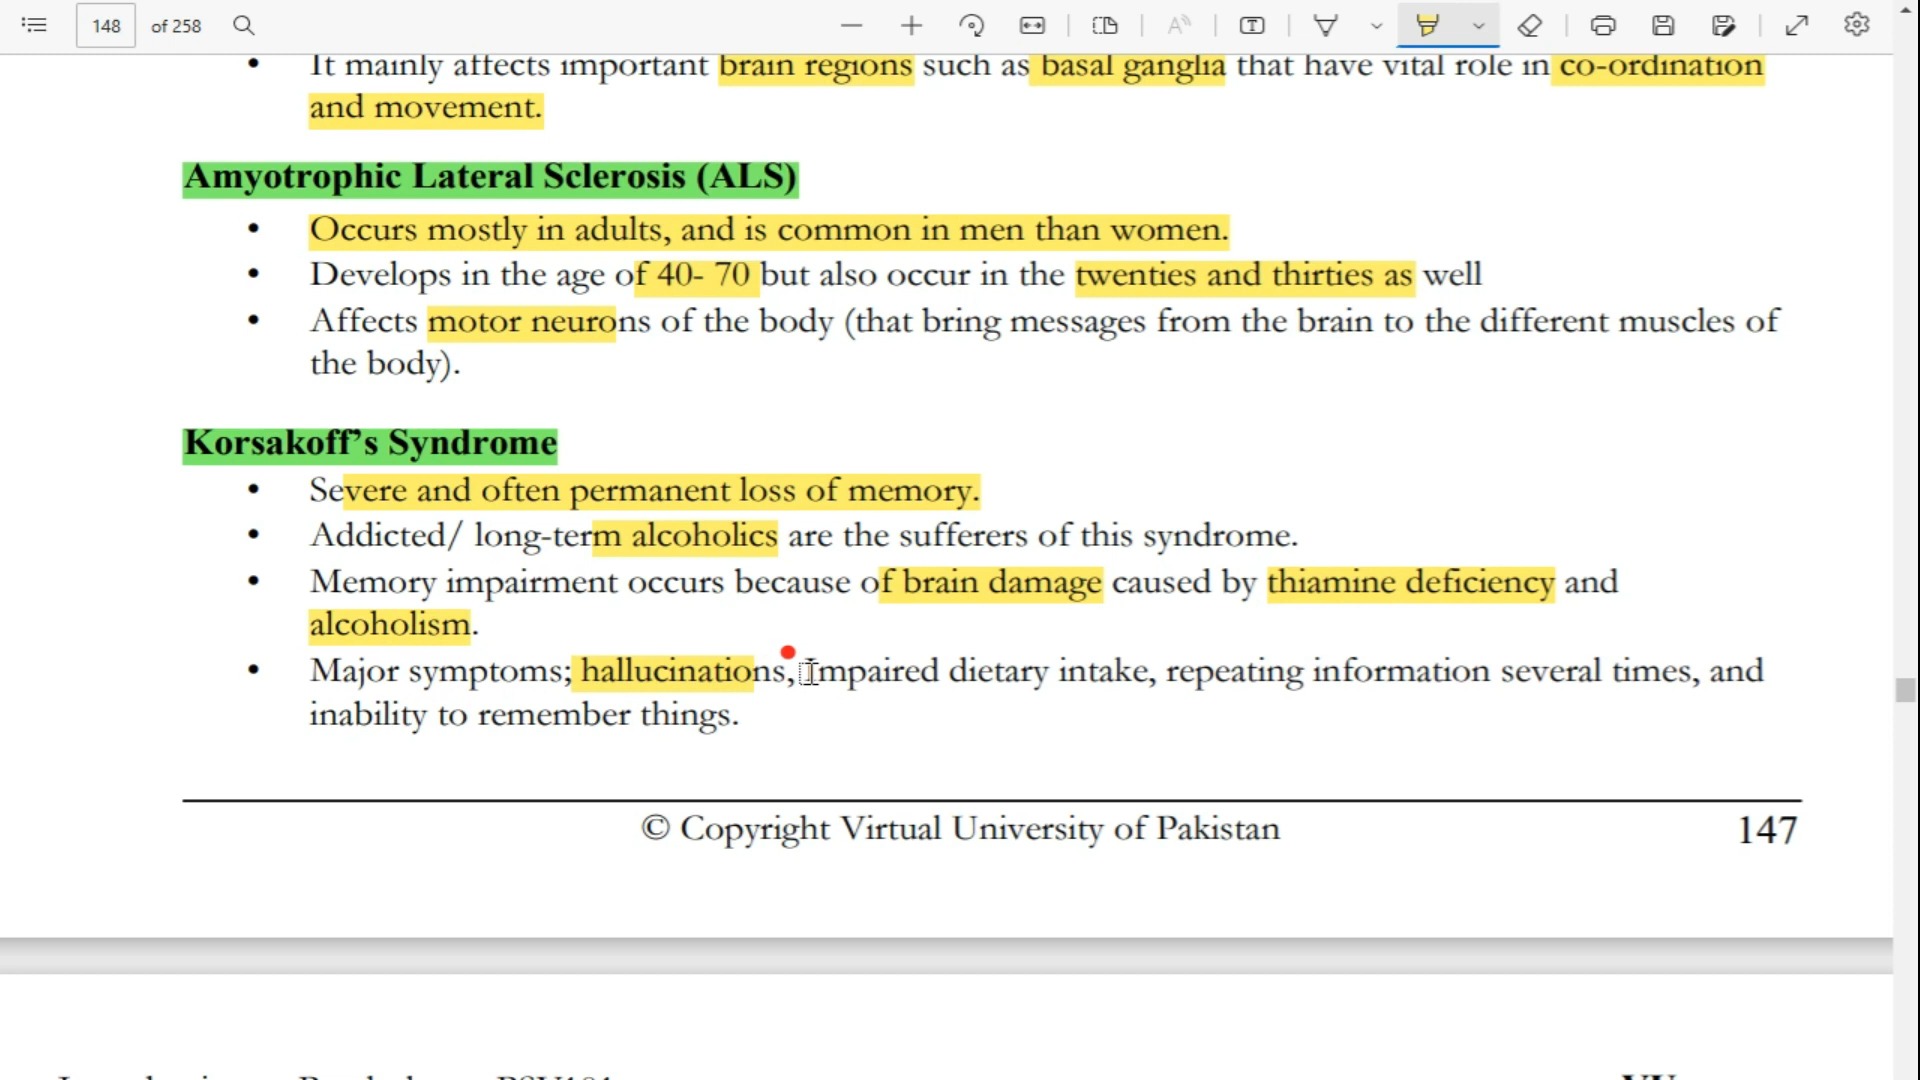 148 of 258
• It mainly affects important brain regions such as basal ganglia that have vital role in co-ordination
and movement.
Amyotrophic Lateral Sclerosis (ALS)
• Occurs mostly in adults, and is common in men than women.
• Develops in the age of 40- 70 but also occur in the twenties and thirties as well
• Affects motor neurons of the body (that bring messages from the brain to the different muscles of
the body).
Korsakoff’s Syndrome
• Severe and often permanent loss of memory.
• Addicted/ long-term alcoholics are the sufferers of this syndrome.
• Memory impairment occurs because of brain damage caused by thiamine deficiency and
alcoholism.
• Major symptoms; hallucinations, Impaired dietary intake, repeating information several times, and
inability to remember things.
© Copyright Virtual University of Pakistan 147